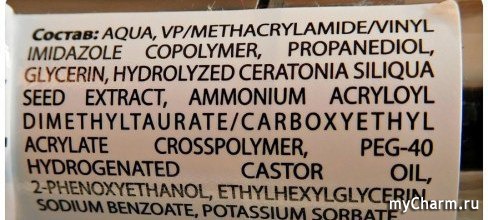 Состав: AQUA, VP/METHACRYLAMIDE/VINYL
IMIDAZOLE COPOLYMER, PROPANEDIOL,
GLYCERIN, HYDROLYZED CERATONIA SILIQUA
SEED EXTRACT, AMMONIUM ACRYLOYL
DIMETHYLTAURATE/CARBOXYETHYL
ACRYLATE CROSSPOLYMER, PEG-40
HYDROGENATED CASTOR OIL,
2-PHENOXYETHANOL, ETHYLHEXYLGLYCERIN,
SODIUM BENZOATE, POTASSIUM SORBATE
myCharm.ru